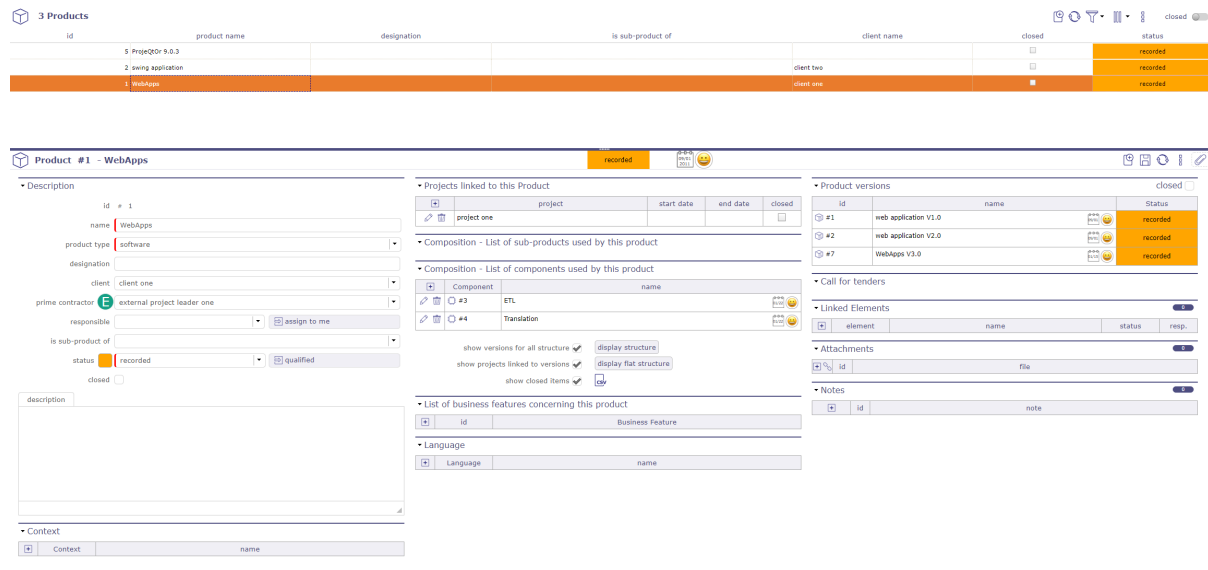 3 Products
closed
id product name designation is sub-product of client name closed status
5 ProjeQtOr 9.0.3 recorded
2 swing application client two recorded
1 WebApps client one recorded
Product #1 - WebApps
recorded
09/01
2011
Description
id # 1
name WebApps
product type software
designation
client client one
prime contractor E external project leader one
responsible assign to me
is sub-product of
status recorded qualified
closed
description
Context
Context name
Projects linked to this Product
project start date end date closed
project one
Composition - List of sub-products used by this product
Composition - List of components used by this product
Component name
#3 ETL
#4 Translation
show versions for all structure display structure
show projects linked to versions display flat structure
show closed items CSV
List of business features concerning this product
id Business Feature
Language
Language name
Product versions closed
id name Status
#1 web application V1.0 recorded
#2 web application V2.0 recorded
#7 WebApps V3.0 recorded
Call for tenders
Linked Elements 0
element name status resp.
Attachments 0
id file
Notes 0
id note